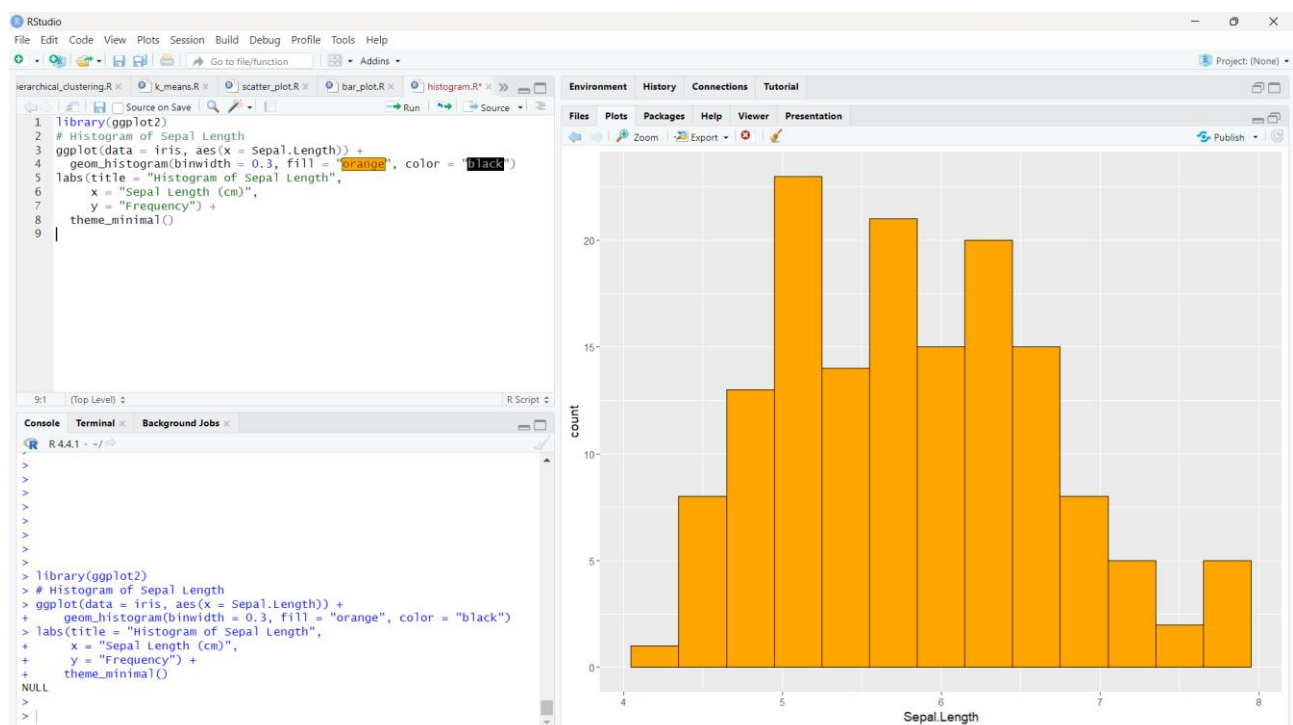 RStudio
File Edit Code View Plots Session Build Debug Profile Tools Help
Go to file/function Addins Project: (None)
ierarchical_clustering.R k_means.R scatter_plot.R bar_plot.R histogram.R*
Source on Save Run Source
1 library(ggplot2)
2 # Histogram of Sepal Length
3 ggplot(data = iris, aes(x = Sepal.Length)) +
4 geom_histogram(binwidth = 0.3, fill = "orange", color = "black")
5 labs(title = "Histogram of Sepal Length",
6 x = "Sepal Length (cm)",
7 y = "Frequency") +
8 theme_minimal()
9
9:1 (Top Level) R Script
Console Terminal Background Jobs
R 4.4.1 · ~/
>
>
>
>
>
>
>
>
> library(ggplot2)
> # Histogram of Sepal Length
> ggplot(data = iris, aes(x = Sepal.Length)) +
+ geom_histogram(binwidth = 0.3, fill = "orange", color = "black")
> labs(title = "Histogram of Sepal Length",
+ x = "Sepal Length (cm)",
+ y = "Frequency") +
+ theme_minimal()
NULL
>
>
Environment History Connections Tutorial
Files Plots Packages Help Viewer Presentation
Zoom Export Publish
20
15
10
5
0
count
4 5 6 7 8
Sepal.Length